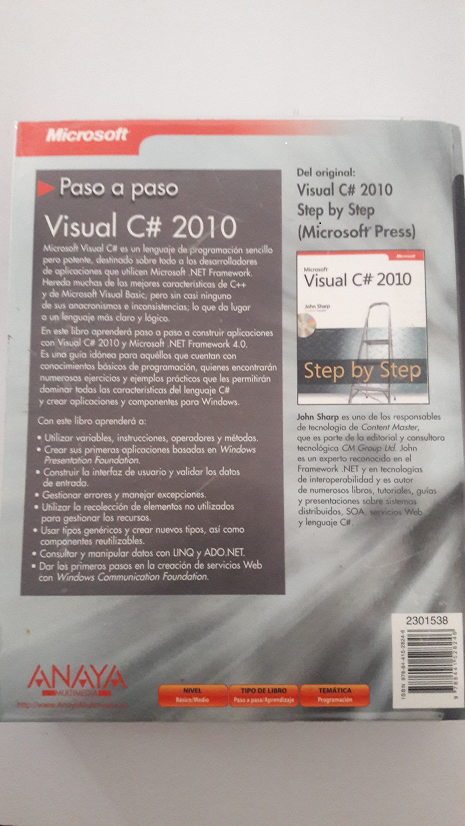 Microsoft
Paso a paso
Visual C# 2010
Microsoft Visual C# es un lenguaje de programación sencillo
pero potente, destinado sobre todo a los desarrolladores
de aplicaciones que utilicen Microsoft .NET Framework.
Hereda muchas de las mejores características de C++
y de Microsoft Visual Basic, pero sin casi ninguno
de sus anacronismos e inconsistencias; lo que da lugar
a un lenguaje más claro y lógico.
En este libro aprenderá paso a paso a construir aplicaciones
con Visual C# 2010 y Microsoft .NET Framework 4.0.
Es una guía idónea para aquéllos que cuentan con
conocimientos básicos de programación, quienes encontrarán
numerosos ejercicios y ejemplos prácticos que les permitirán
dominar todas las características del lenguaje C#
y crear aplicaciones y componentes para Windows.
Con este libro aprenderá a:
• Utilizar variables, instrucciones, operadores y métodos.
• Crear sus primeras aplicaciones basadas en Windows
Presentation Foundation.
• Construir la interfaz de usuario y validar los datos
de entrada.
• Gestionar errores y manejar excepciones.
• Utilizar la recolección de elementos no utilizados
para gestionar los recursos.
• Usar tipos genéricos y crear nuevos tipos, así como
componentes reutilizables.
• Consultar y manipular datos con LINQ y ADO.NET.
• Dar los primeros pasos en la creación de servicios Web
con Windows Communication Foundation.
Del original:
Visual C# 2010
Step by Step
(Microsoft Press)
Microsoft
Microsoft
Visual C# 2010
John Sharp
Step by Step
John Sharp es uno de los responsables
de tecnología de Content Master,
que es parte de la editorial y consultora
tecnológica CM Group Ltd. John
es un experto reconocido en el
Framework .NET y en tecnologías
de interoperabilidad y es autor
de numerosos libros, tutoriales, guías
y presentaciones sobre sistemas
distribuidos, SOA, servicios Web
y lenguaje C#.
2301538
ISBN 978-84-415-2824-6
9 788441 528246
ANAYA
MULTIMEDIA
http://www.AnayaMultimedia.es
NIVEL
Básico/Medio
TIPO DE LIBRO
Paso a paso/Aprendizaje
TEMÁTICA
Programación